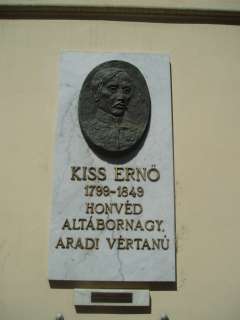 KISS ERNŐ
1799-1849
HONVÉD
ALTÁBORNAGY,
ARADI VÉRTANÚ